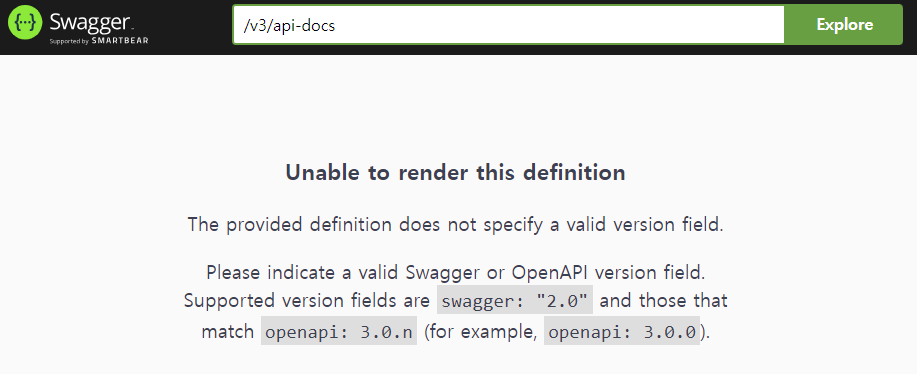 Swagger.
Supported by SMARTBEAR
/v3/api-docs
Explore
Unable to render this definition
The provided definition does not specify a valid version field.
Please indicate a valid Swagger or OpenAPI version field.
Supported version fields are swagger: "2.0" and those that
match openapi: 3.0.n (for example, openapi: 3.0.0).